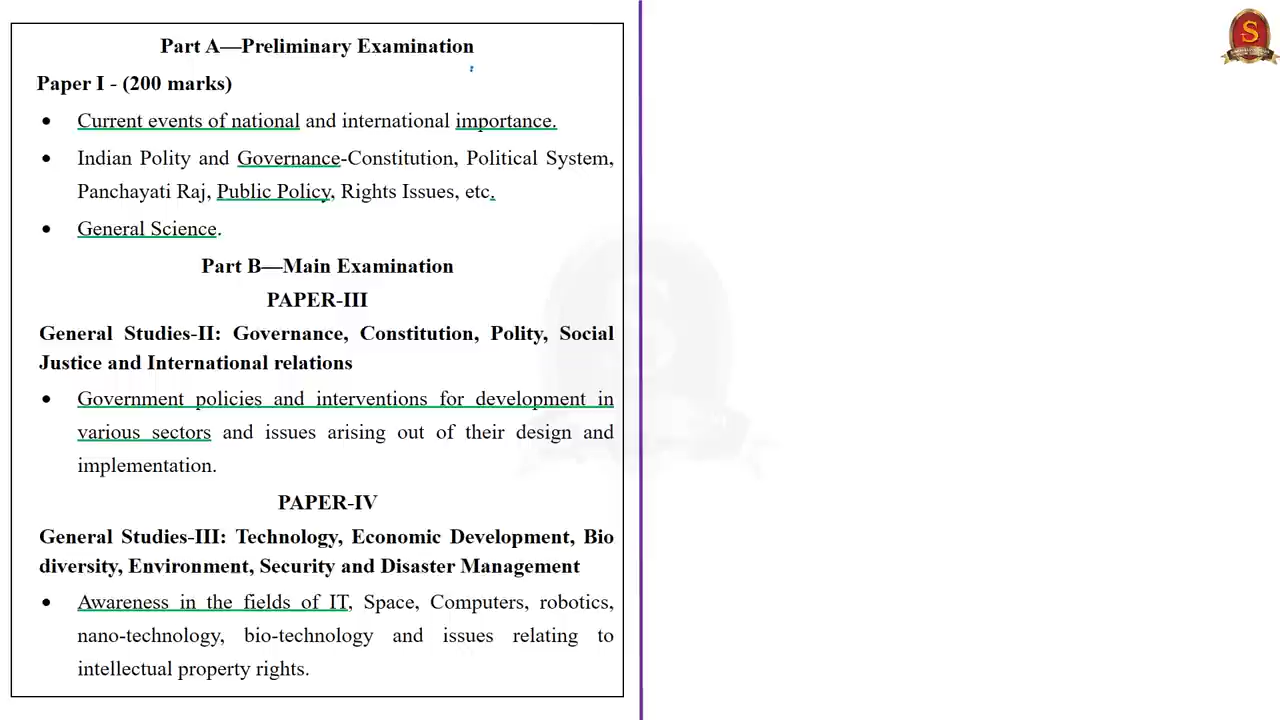 Part A—Preliminary Examination
Paper I - (200 marks)
• Current events of national and international importance.
• Indian Polity and Governance-Constitution, Political System,
Panchayati Raj, Public Policy, Rights Issues, etc.
• General Science.
Part B—Main Examination
PAPER-III
General Studies-II: Governance, Constitution, Polity, Social
Justice and International relations
• Government policies and interventions for development in
various sectors and issues arising out of their design and
implementation.
PAPER-IV
General Studies-III: Technology, Economic Development, Bio
diversity, Environment, Security and Disaster Management
• Awareness in the fields of IT, Space, Computers, robotics,
nano-technology, bio-technology and issues relating to
intellectual property rights.
S